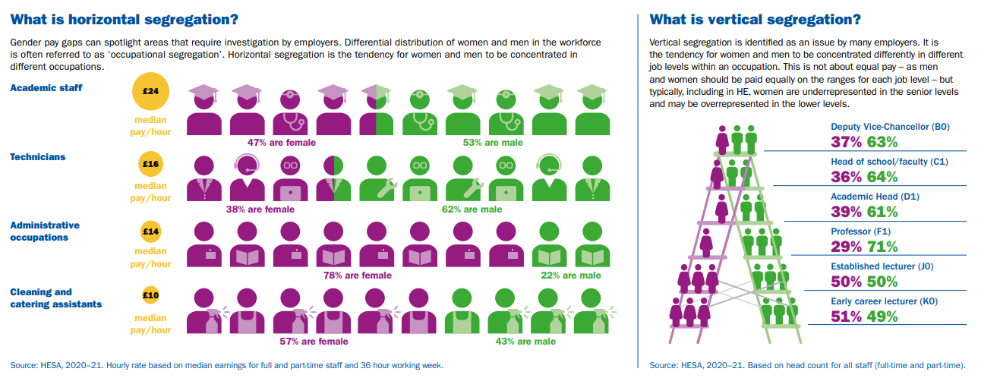 What is horizontal segregation?
Gender pay gaps can spotlight areas that require investigation by employers. Differential distribution of women and men in the workforce
is often referred to as ‘occupational segregation’. Horizontal segregation is the tendency for women and men to be concentrated in
different occupations.
Academic staff
£24
median
pay/hour
47% are female
53% are male
Technicians
£16
median
pay/hour
38% are female
62% are male
Administrative
occupations
£14
median
pay/hour
78% are female
22% are male
Cleaning and
catering assistants
£10
median
pay/hour
57% are female
43% are male
Source: HESA, 2020–21. Hourly rate based on median earnings for full and part-time staff and 36 hour working week.
What is vertical segregation?
Vertical segregation is identified as an issue by many employers. It is
the tendency for women and men to be concentrated differently in different
job levels within an occupation. This is not about equal pay – as men
and women should be paid equally on the ranges for each job level – but
typically, including in HE, women are underrepresented in the senior levels
and may be overrepresented in the lower levels.
Deputy Vice-Chancellor (B0)
37% 63%
Head of school/faculty (C1)
36% 64%
Academic Head (D1)
39% 61%
Professor (F1)
29% 71%
Established lecturer (J0)
50% 50%
Early career lecturer (K0)
51% 49%
Source: HESA, 2020–21. Based on head count for all staff (full-time and part-time).